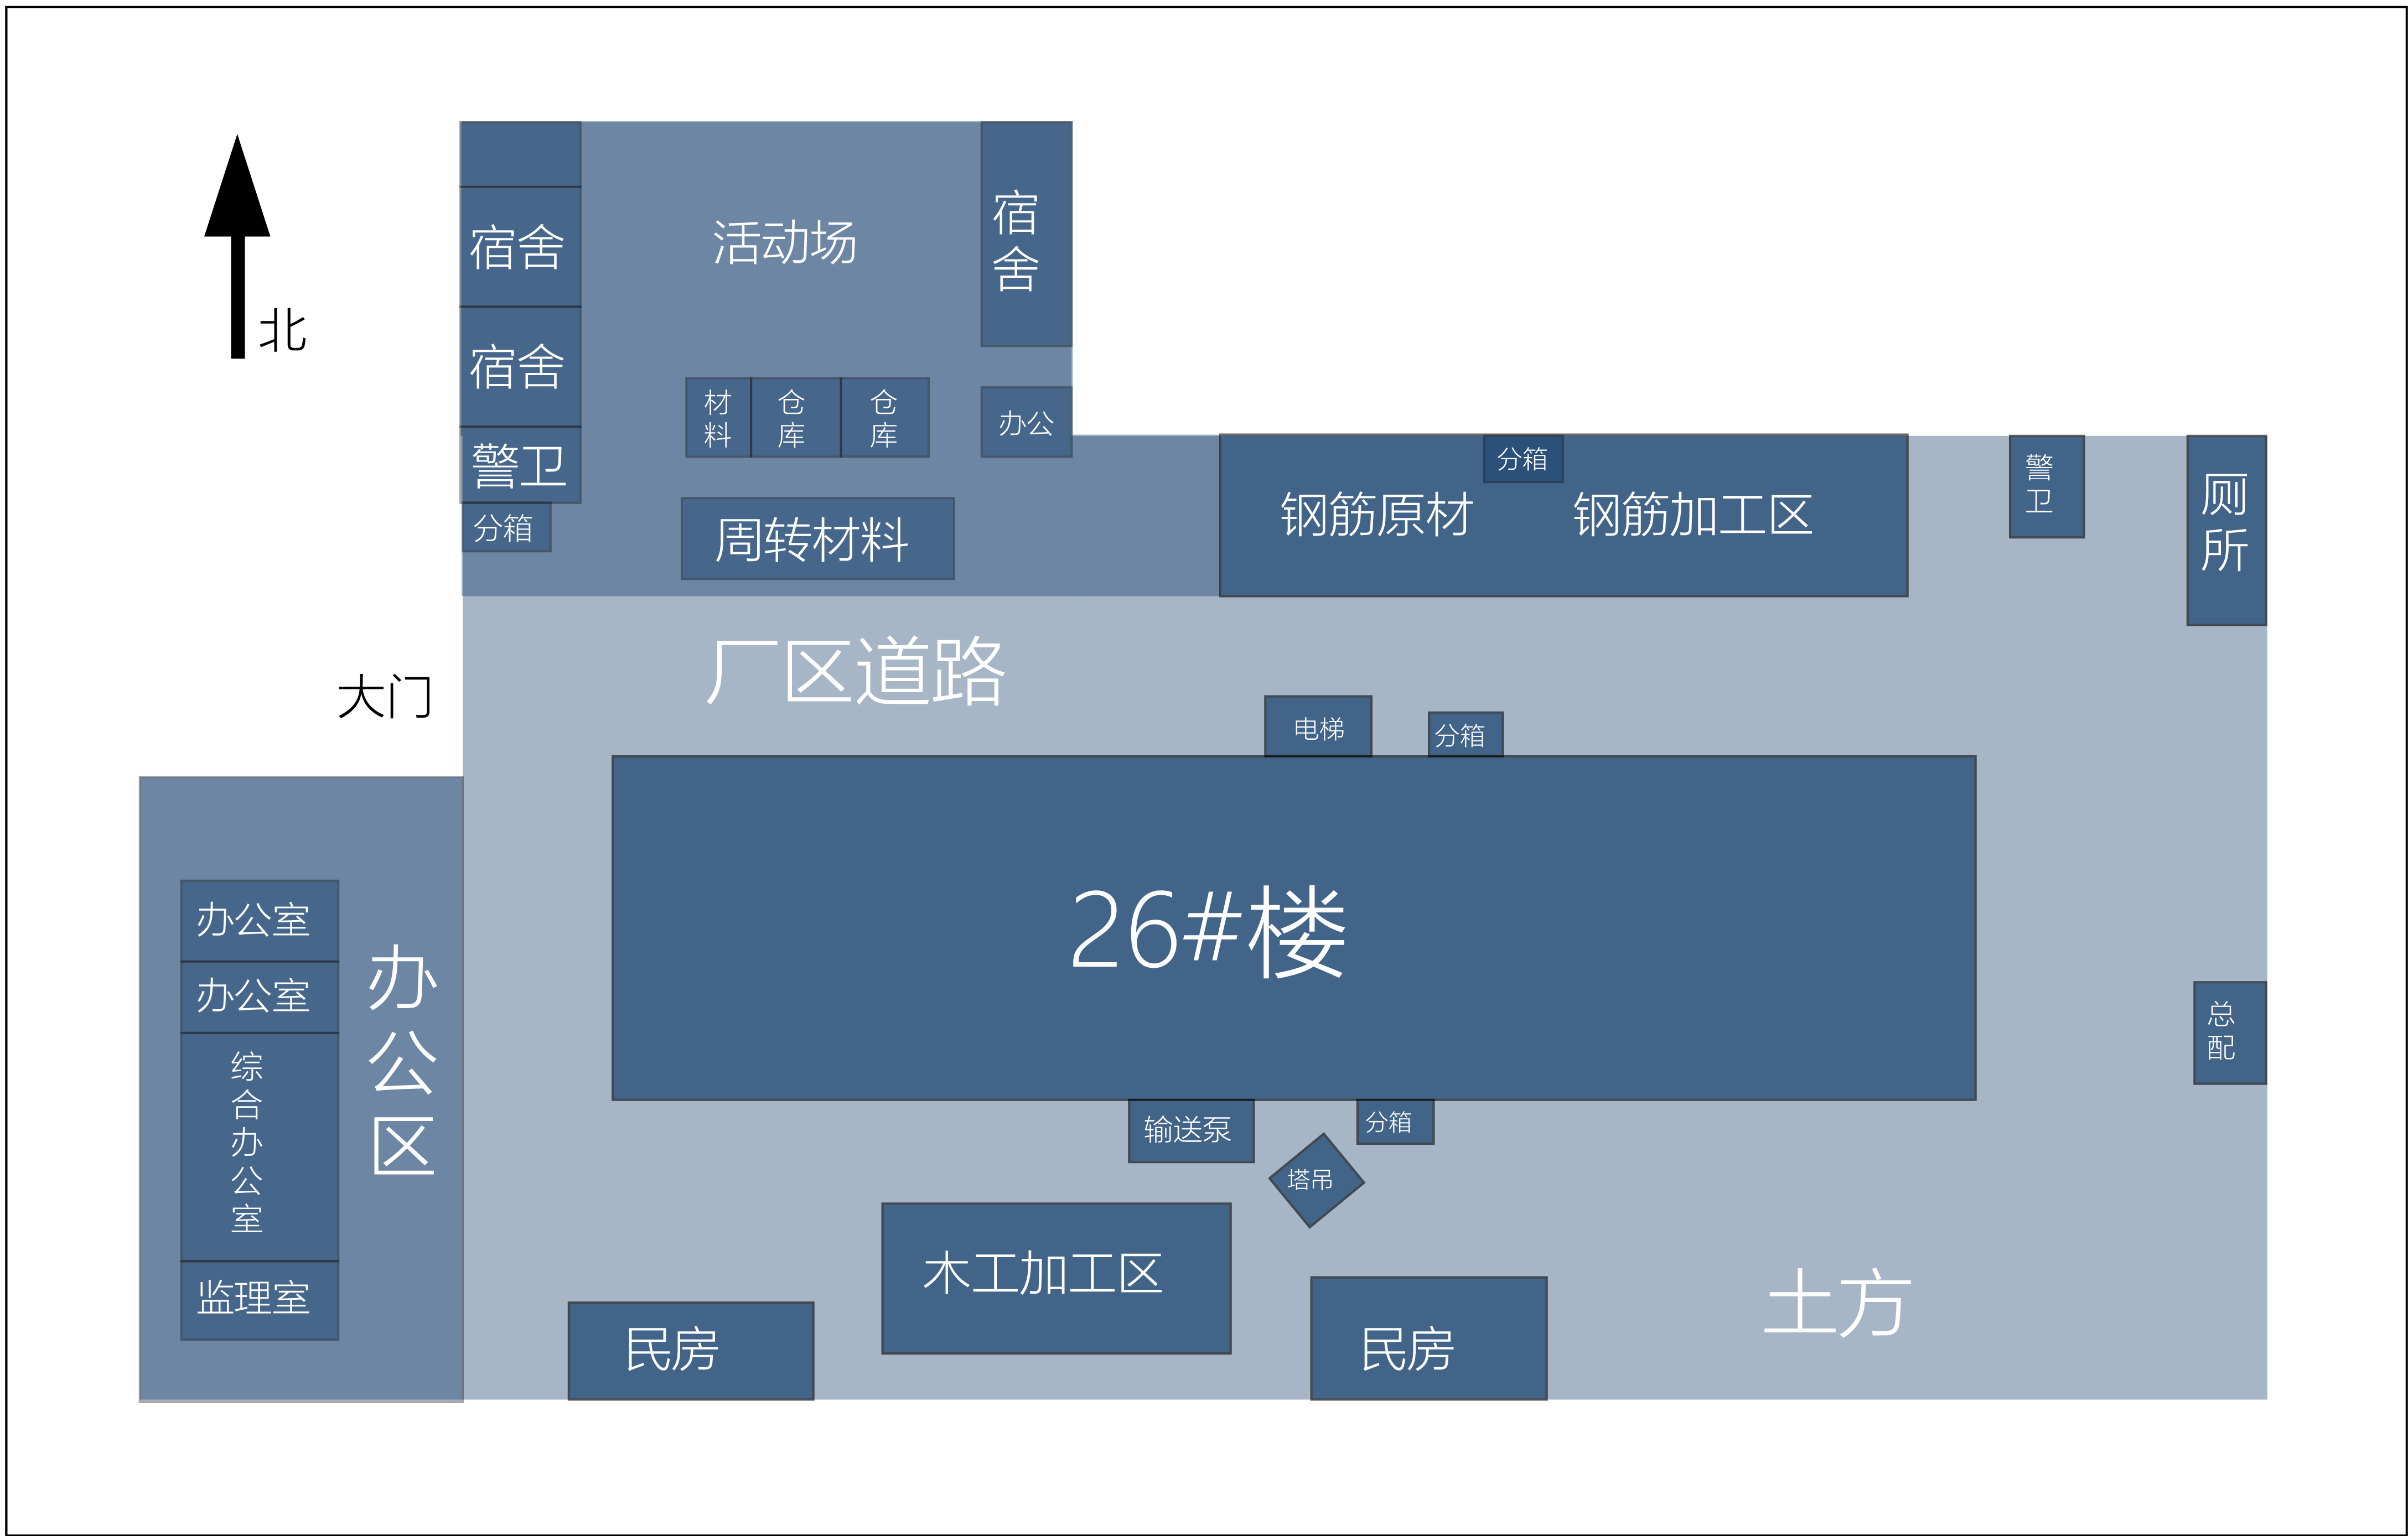 北
宿舍
宿舍
警卫
分箱
活动场
宿舍
材料
仓库
仓库
办公
周转材料
钢筋原材
分箱
钢筋加工区
警卫
厕所
大门
厂区道路
电梯
分箱
26#楼
办公室
办公室
综合办公室
监理室
办公区
总配
输送泵
分箱
塔吊
木工加工区
民房
民房
土方